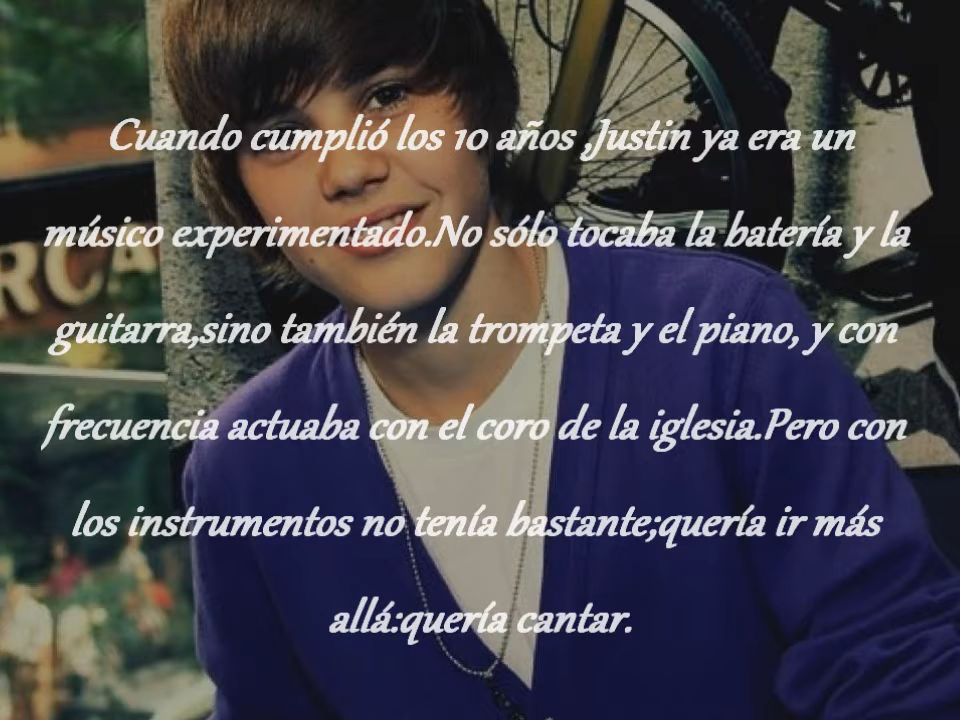 Cuando cumplió los 10 años ,Justin ya era un
músico experimentado.No sólo tocaba la batería y la
guitarra,sino también la trompeta y el piano, y con
frecuencia actuaba con el coro de la iglesia.Pero con
los instrumentos no tenía bastante;quería ir más
allá:quería cantar.
RCA